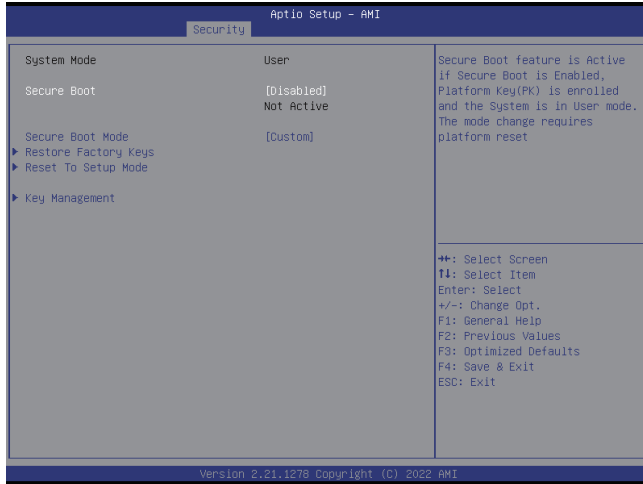 Aptio Setup - AMI
Security
System Mode User
Secure Boot [Disabled]
Not Active
Secure Boot Mode [Custom]
Restore Factory Keys
Reset To Setup Mode
Key Management
Secure Boot feature is Active
if Secure Boot is Enabled,
Platform Key(PK) is enrolled
and the System is in User mode.
The mode change requires
platform reset
→←: Select Screen
↑↓: Select Item
Enter: Select
+/-: Change Opt.
F1: General Help
F2: Previous Values
F3: Optimized Defaults
F4: Save & Exit
ESC: Exit
Version 2.21.1278 Copyright (C) 2022 AMI